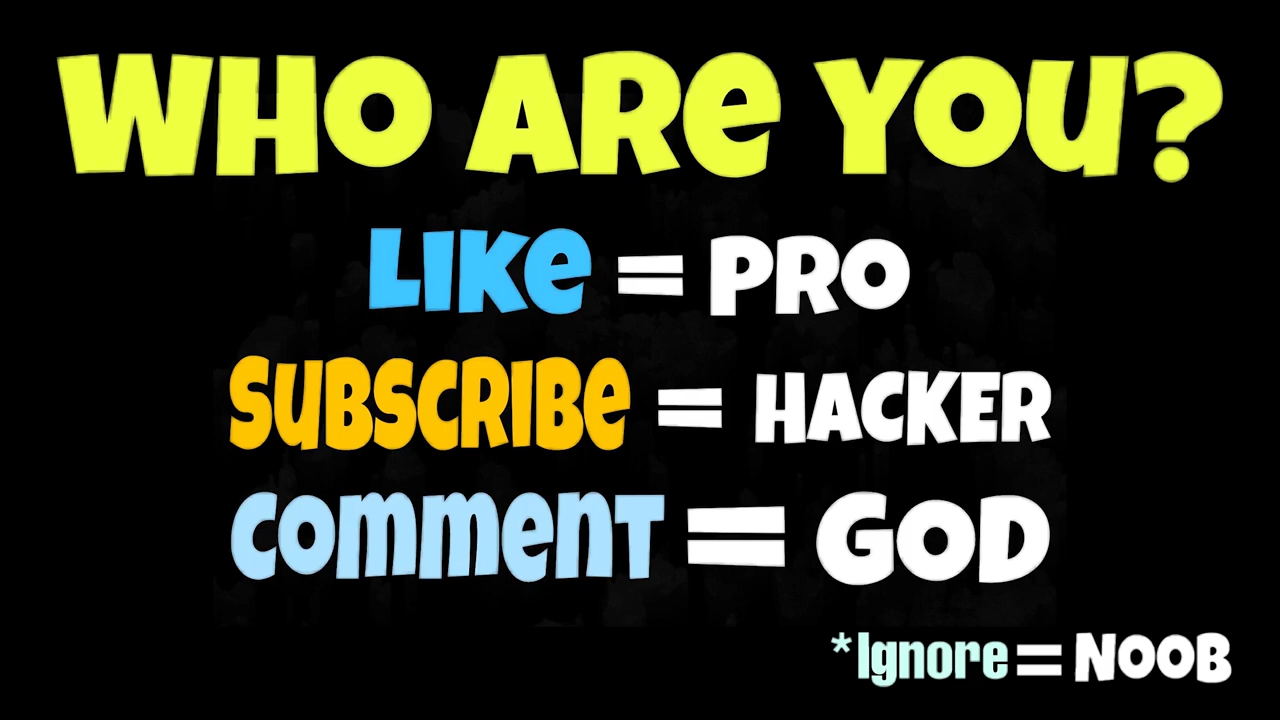 WHO ARe YOU?
LIKe = PRO
SUBSCRIBe = HACKER
commenT = GOD
*Ignore = NOOB